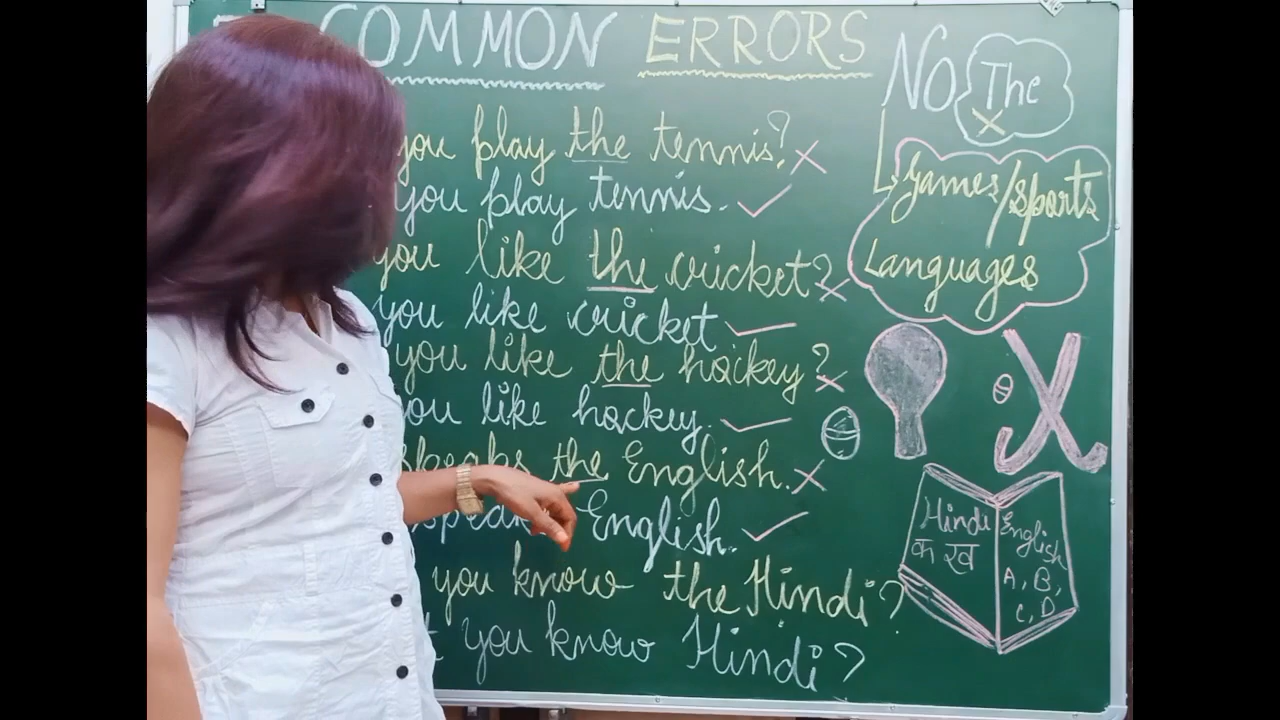 COMMON ERRORS
you play the tennis? ×
you play tennis. ✓
you like the cricket? ×
you like cricket ✓
you like the hockey? ×
you like hockey. ✓
speaks the English. ×
speak English. ✓
you know the Hindi?
you know Hindi?
No The
×
Games/sports
Languages
Hindi
क ख
English
A, B,
C, D